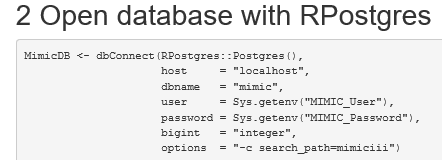 2 Open database with RPostgres
MimicDB <- dbConnect(RPostgres::Postgres(),
                     host     = "localhost",
                     dbname   = "mimic",
                     user     = Sys.getenv("MIMIC_User"),
                     password = Sys.getenv("MIMIC_Password"),
                     bigint   = "integer",
                     options  = "-c search_path=mimiciii")